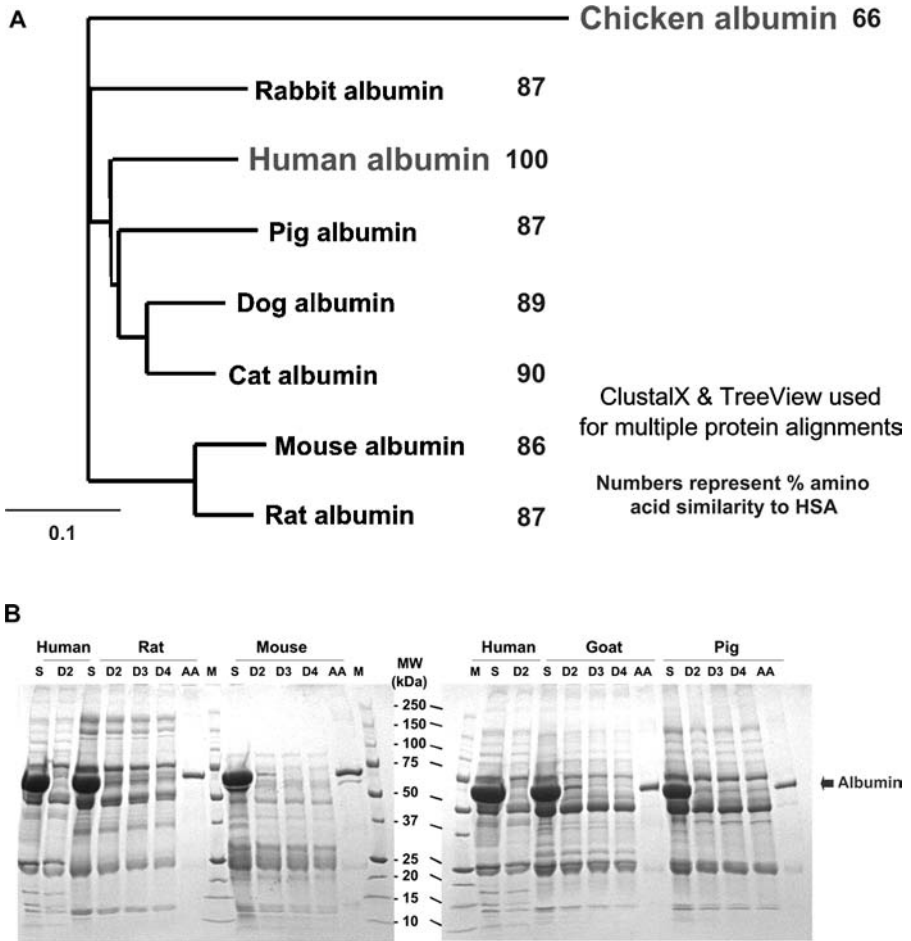 A
Chicken albumin 66
Rabbit albumin 87
Human albumin 100
Pig albumin 87
Dog albumin 89
Cat albumin 90
Mouse albumin 86
Rat albumin 87
0.1
ClustalX & TreeView used
for multiple protein alignments
Numbers represent % amino
acid similarity to HSA
B
Human Rat Mouse Human Goat Pig
S D2 S D2 D3 D4 AA M S D2 D3 D4 AA M MW (kDa) M S D2 S D2 D3 D4 AA S D2 D3 D4 AA
- 250
- 150
- 100
- 75
- 50
- 37
- 25
- 20
- 15
- 10
Albumin